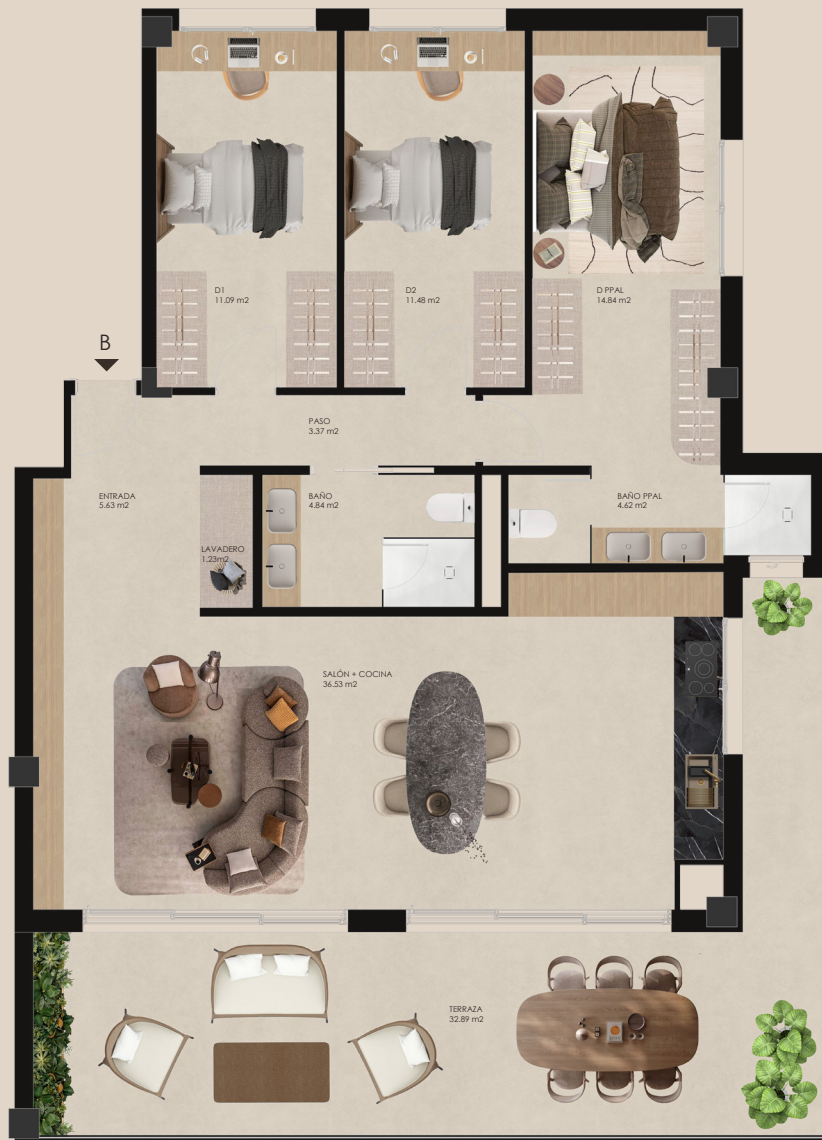 D1
11.09 m2
D2
11.48 m2
D PPAL
14.84 m2
B
PASO
3.37 m2
ENTRADA
5.63 m2
BAÑO
4.84 m2
BAÑO PPAL
4.62 m2
LAVADERO
1.23m2
SALÓN + COCINA
36.53 m2
TERRAZA
32.89 m2